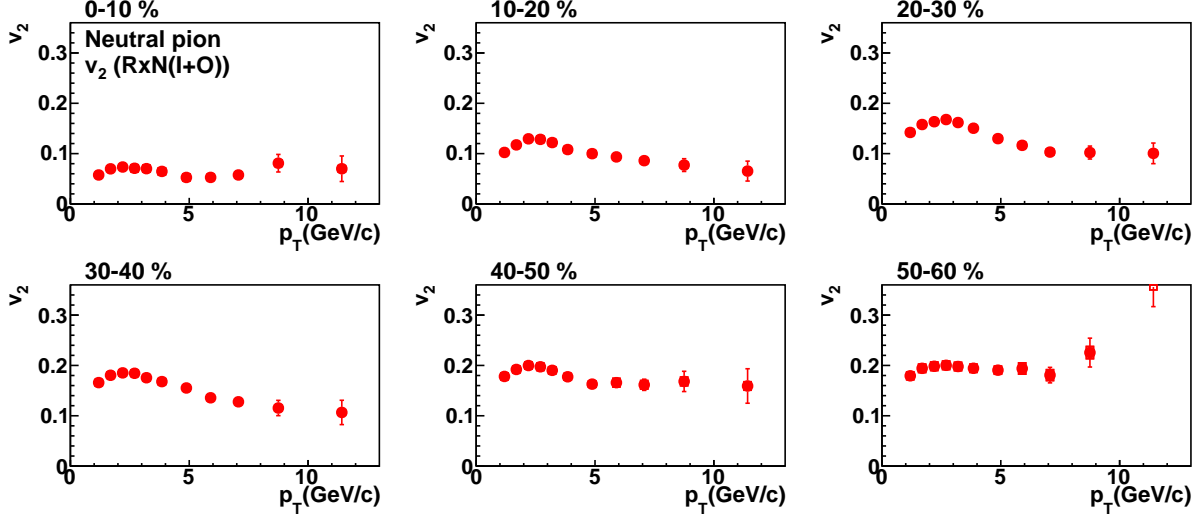 0-10 %
v2
0.3
0.2
0.1
0
Neutral pion
v2 (RxN(I+O))
0 5 10
pT(GeV/c)
10-20 %
v2
0.3
0.2
0.1
0
0 5 10
pT(GeV/c)
20-30 %
v2
0.3
0.2
0.1
0
0 5 10
pT(GeV/c)
30-40 %
v2
0.3
0.2
0.1
0
0 5 10
pT(GeV/c)
40-50 %
v2
0.3
0.2
0.1
0
0 5 10
pT(GeV/c)
50-60 %
v2
0.3
0.2
0.1
0
0 5 10
pT(GeV/c)